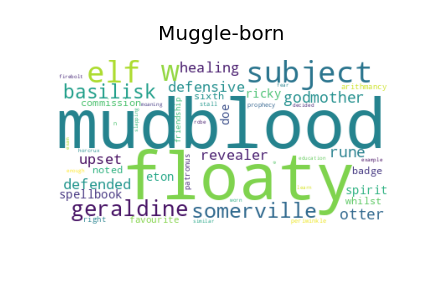 Muggle-born
elf w healing subject
firebolt fear
basilisk defensive ricky godmother arithmancy
commission meaning sixth stall prophecy decided
mudblood
friendship doe robe
floaty
upset revealer rune
noted patronus education example badge
defended eton spirit
spellbook whilst
geraldine somerville otter
right favourite similar